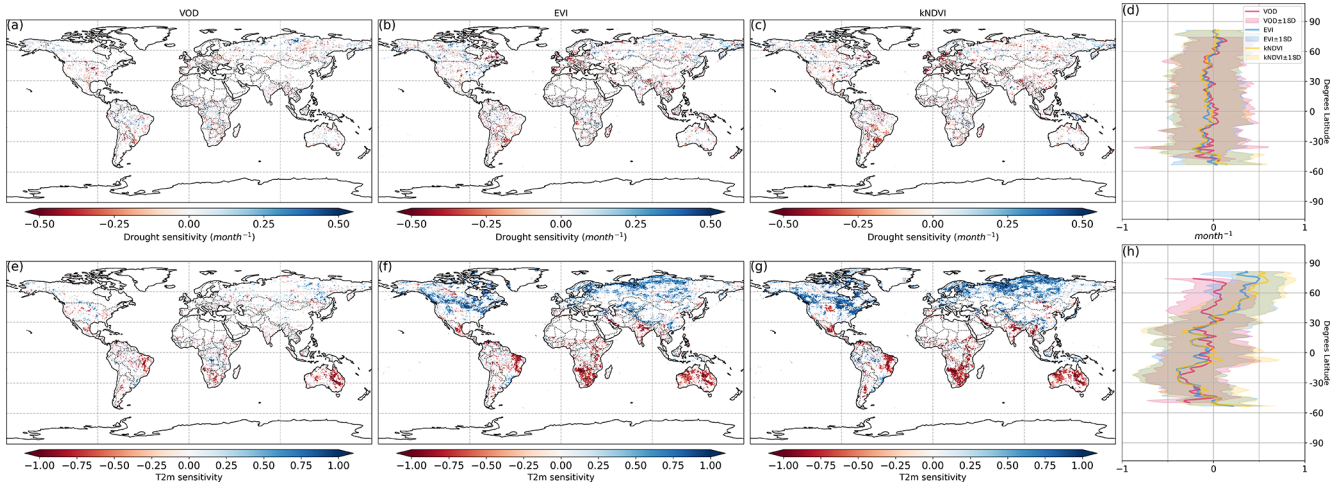 VOD EVI kNDVI
(a) (b) (c) (d)
VOD
VOD±1SD
EVI
EVI±1SD
kNDVI
kNDVI±1SD
90
60
30
0
-30
-60
-90
Degrees Latitude
−0.50 −0.25 0.00 0.25 0.50
Drought sensitivity (month⁻¹)
−0.50 −0.25 0.00 0.25 0.50
Drought sensitivity (month⁻¹)
−0.50 −0.25 0.00 0.25 0.50
Drought sensitivity (month⁻¹)
−1 0 1
month⁻¹
(e) (f) (g) (h)
90
60
30
0
-30
-60
-90
Degrees Latitude
−1.00 −0.75 −0.50 −0.25 0.00 0.25 0.50 0.75 1.00
T2m sensitivity
−1.00 −0.75 −0.50 −0.25 0.00 0.25 0.50 0.75 1.00
T2m sensitivity
−1.00 −0.75 −0.50 −0.25 0.00 0.25 0.50 0.75 1.00
T2m sensitivity
−1 0 1